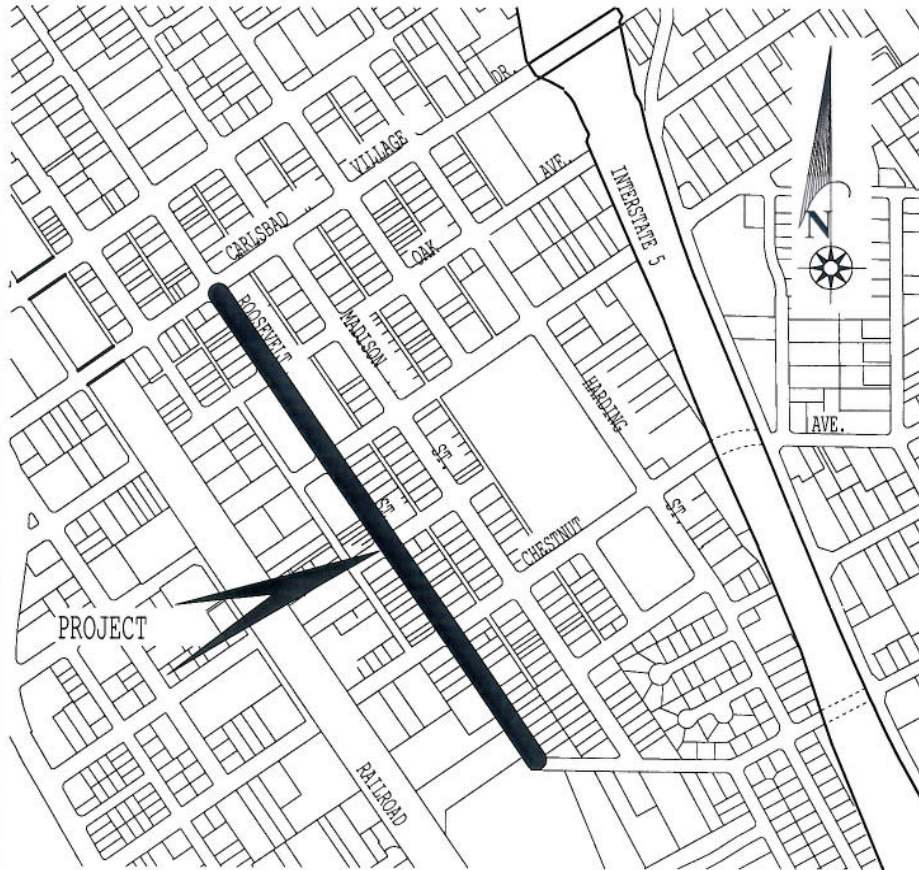 DR.
VILLAGE
AVE.
INTERSTATE 5
N
CARLSBAD
OAK
ROOSEVELT
MADISON
HARDING
AVE.
ST.
ST.
ST.
CHESTNUT
PROJECT
RAILROAD